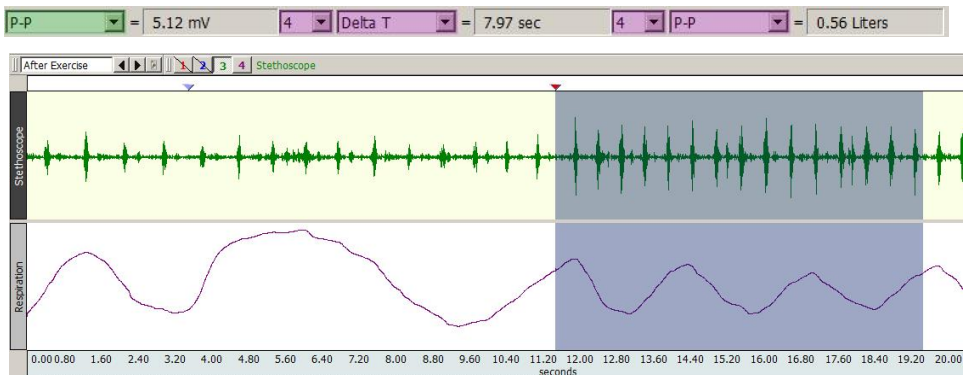 P-P = 5.12 mV 4 Delta T = 7.97 sec 4 P-P = 0.56 Liters
After Exercise 1 2 3 4 Stethoscope
Stethoscope
Respiration
0.00 0.80 1.60 2.40 3.20 4.00 4.80 5.60 6.40 7.20 8.00 8.80 9.60 10.40 11.20 12.00 12.80 13.60 14.40 15.20 16.00 16.80 17.60 18.40 19.20 20.00
seconds